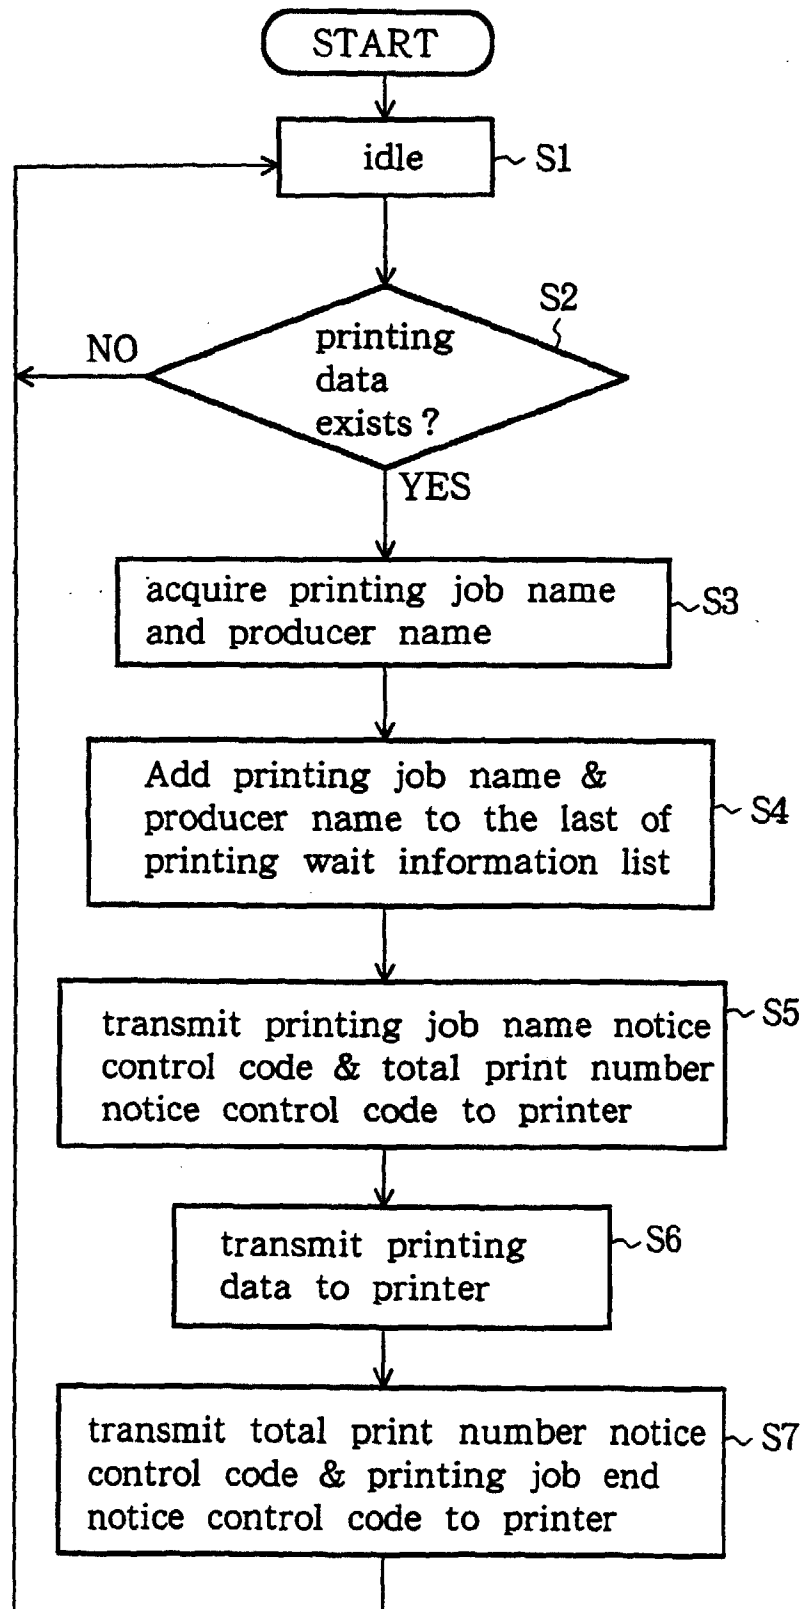 START
idle
S1
S2
printing
data
exists?
NO
YES
acquire printing job name
and producer name
S3
Add printing job name &
producer name to the last of
printing wait information list
S4
transmit printing job name notice
control code & total print number
notice control code to printer
S5
transmit printing
data to printer
S6
transmit total print number notice
control code & printing job end
notice control code to printer
S7